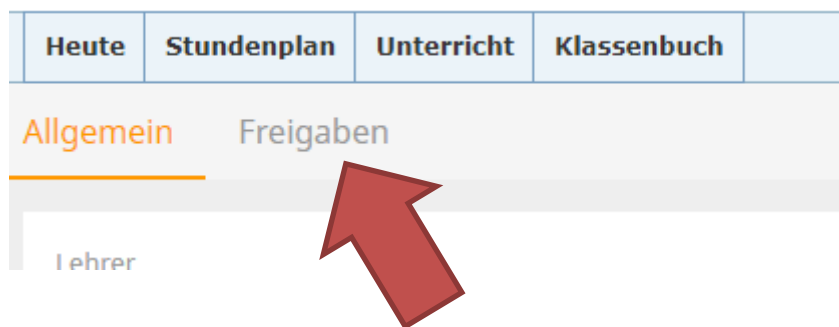 Heute Stundenplan Unterricht Klassenbuch
Allgemein Freigaben
Lehrer